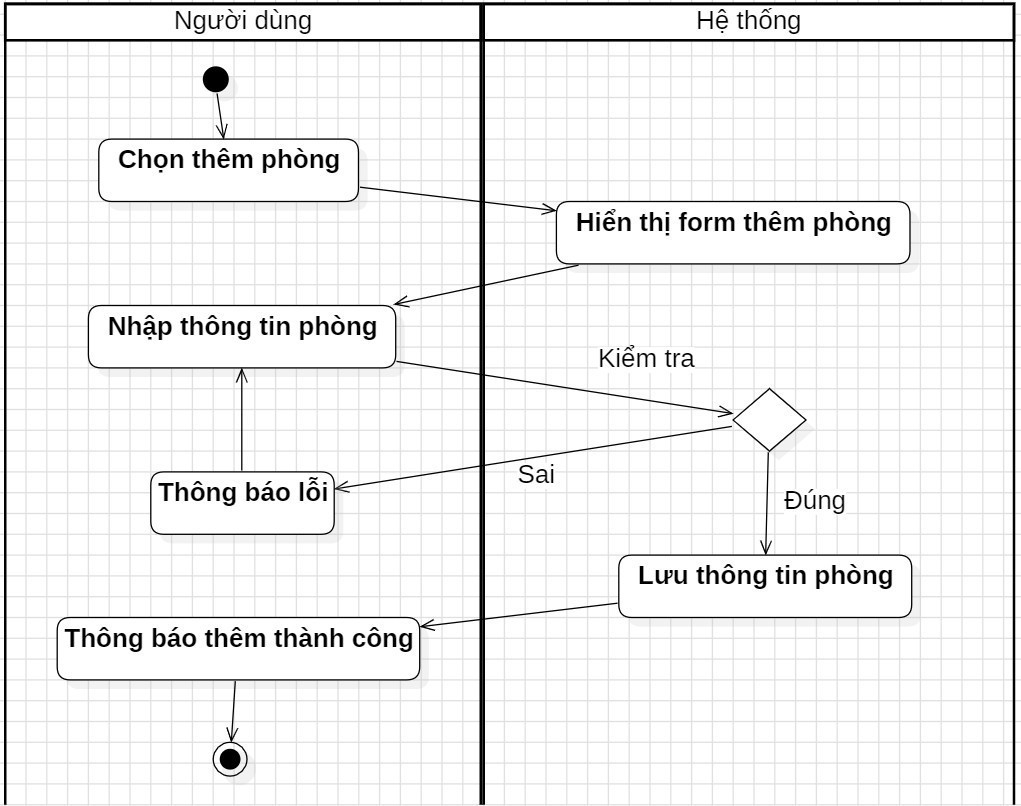 Người dùng
Hệ thống
Chọn thêm phòng
Hiển thị form thêm phòng
Nhập thông tin phòng
Kiểm tra
Sai
Thông báo lỗi
Đúng
Lưu thông tin phòng
Thông báo thêm thành công